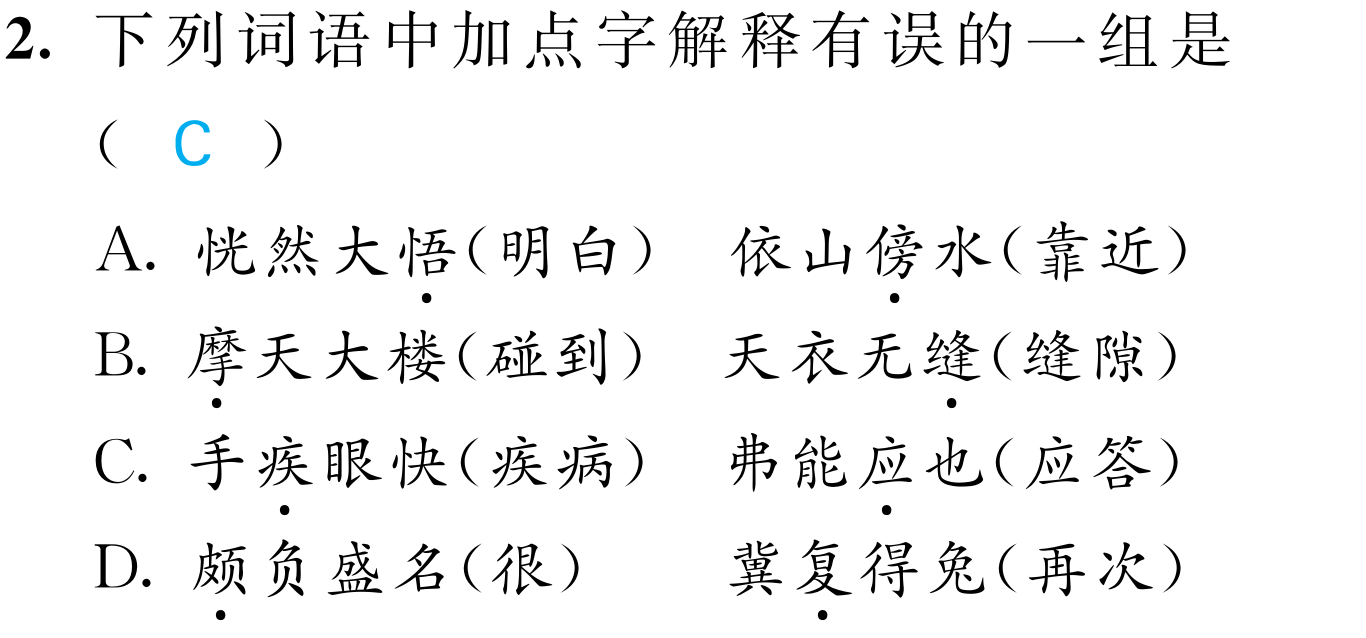 2. 下列词语中加点字解释有误的一组是
（ C ）
A. 恍然大悟（明白） 依山傍水（靠近）
B. 摩天大楼（碰到） 天衣无缝（缝隙）
C. 手疾眼快（疾病） 弗能应也（应答）
D. 颇负盛名（很） 冀复得兔（再次）